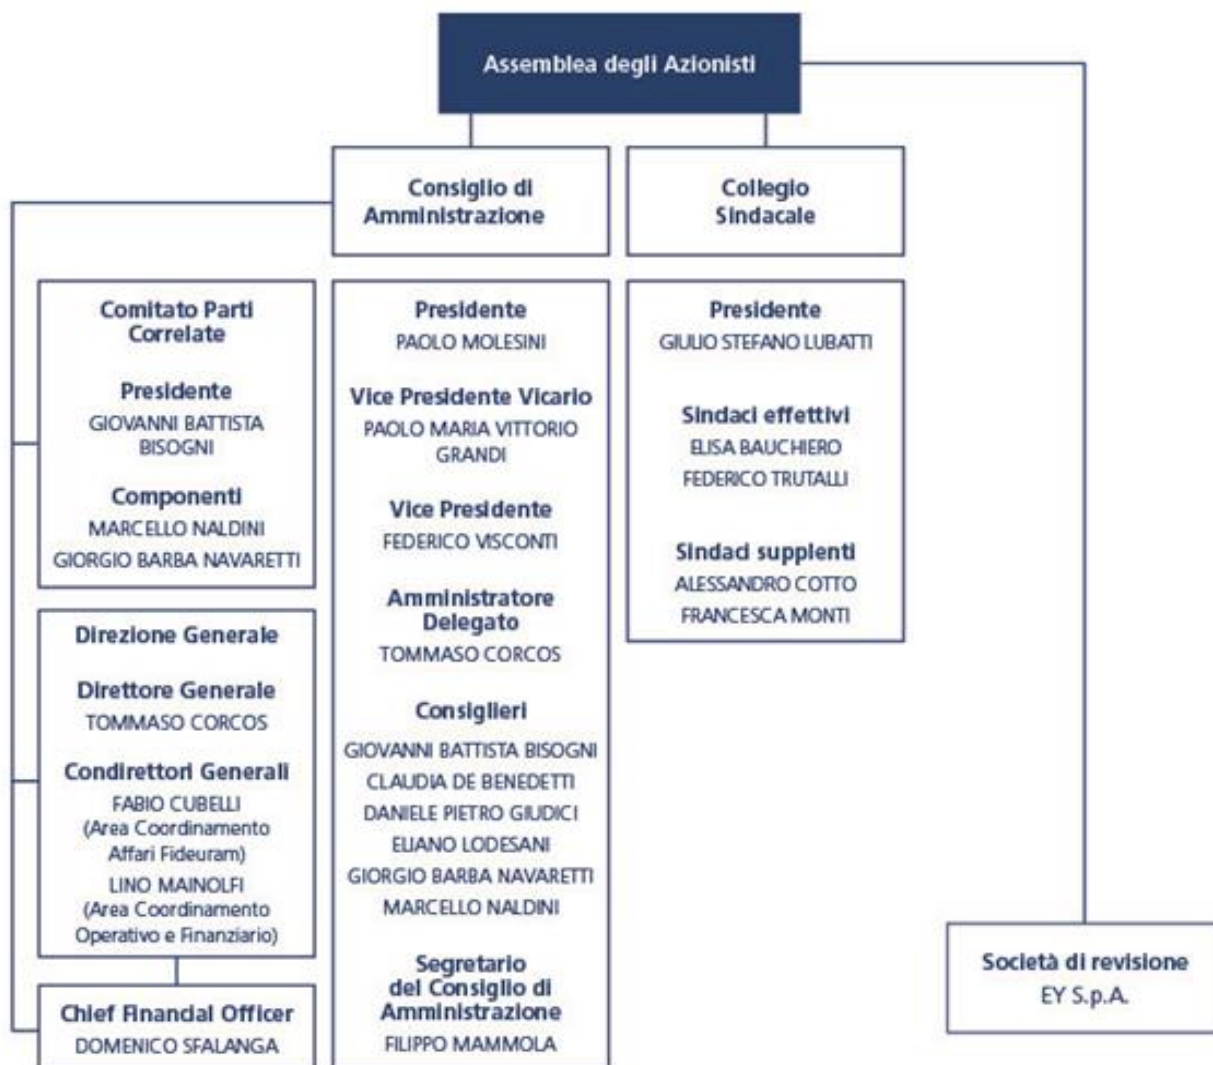 Assemblea degli Azionisti
Consiglio di
Amministrazione
Collegio
Sindacale
Comitato Parti
Correlate
Presidente
GIOVANNI BATTISTA
BISOGNI
Componenti
MARCELLO NALDINI
GIORGIO BARBA NAVARETTI
Direzione Generale
Direttore Generale
TOMMASO CORCOS
Condirettori Generali
FABIO CUBELLI
(Area Coordinamento
Affari Fideuram)
LINO MAINOLFI
(Area Coordinamento
Operativo e Finanziario)
Chief Financial Officer
DOMENICO SFALANGA
Presidente
PAOLO MOLESINI
Vice Presidente Vicario
PAOLO MARIA VITTORIO
GRANDI
Vice Presidente
FEDERICO VISCONTI
Amministratore
Delegato
TOMMASO CORCOS
Consiglieri
GIOVANNI BATTISTA BISOGNI
CLAUDIA DE BENEDETTI
DANIELE PIETRO GIUDICI
ELIANO LODESANI
GIORGIO BARBA NAVARETTI
MARCELLO NALDINI
Segretario
del Consiglio di
Amministrazione
FILIPPO MAMMOLA
Presidente
GIULIO STEFANO LUBATTI
Sindaci effettivi
ELISA BAUCHIERO
FEDERICO TRUTALLI
Sindaci supplenti
ALESSANDRO COTTO
FRANCESCA MONTI
Società di revisione
EY S.p.A.